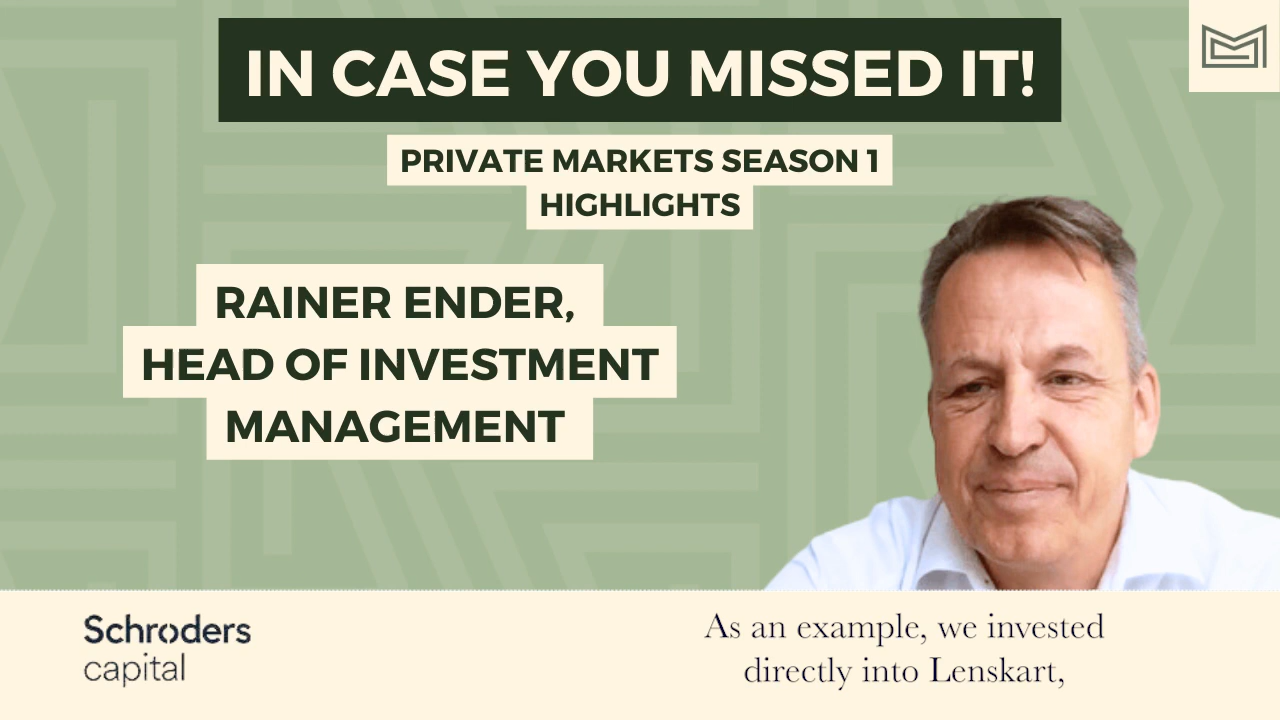 IN CASE YOU MISSED IT!
PRIVATE MARKETS SEASON 1
HIGHLIGHTS
RAINER ENDER,
HEAD OF INVESTMENT
MANAGEMENT
Schroders
capital
As an example, we invested
directly into Lenskart,